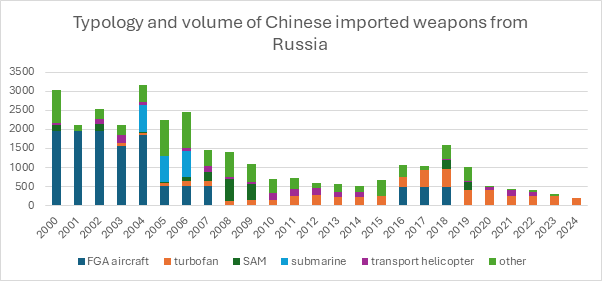 Typology and volume of Chinese imported weapons from
Russia
3500
3000
2500
2000
1500
1000
500
0
2000 2001 2002 2003 2004 2005 2006 2007 2008 2009 2010 2011 2012 2013 2014 2015 2016 2017 2018 2019 2020 2021 2022 2023 2024
FGA aircraft turbofan SAM submarine transport helicopter other